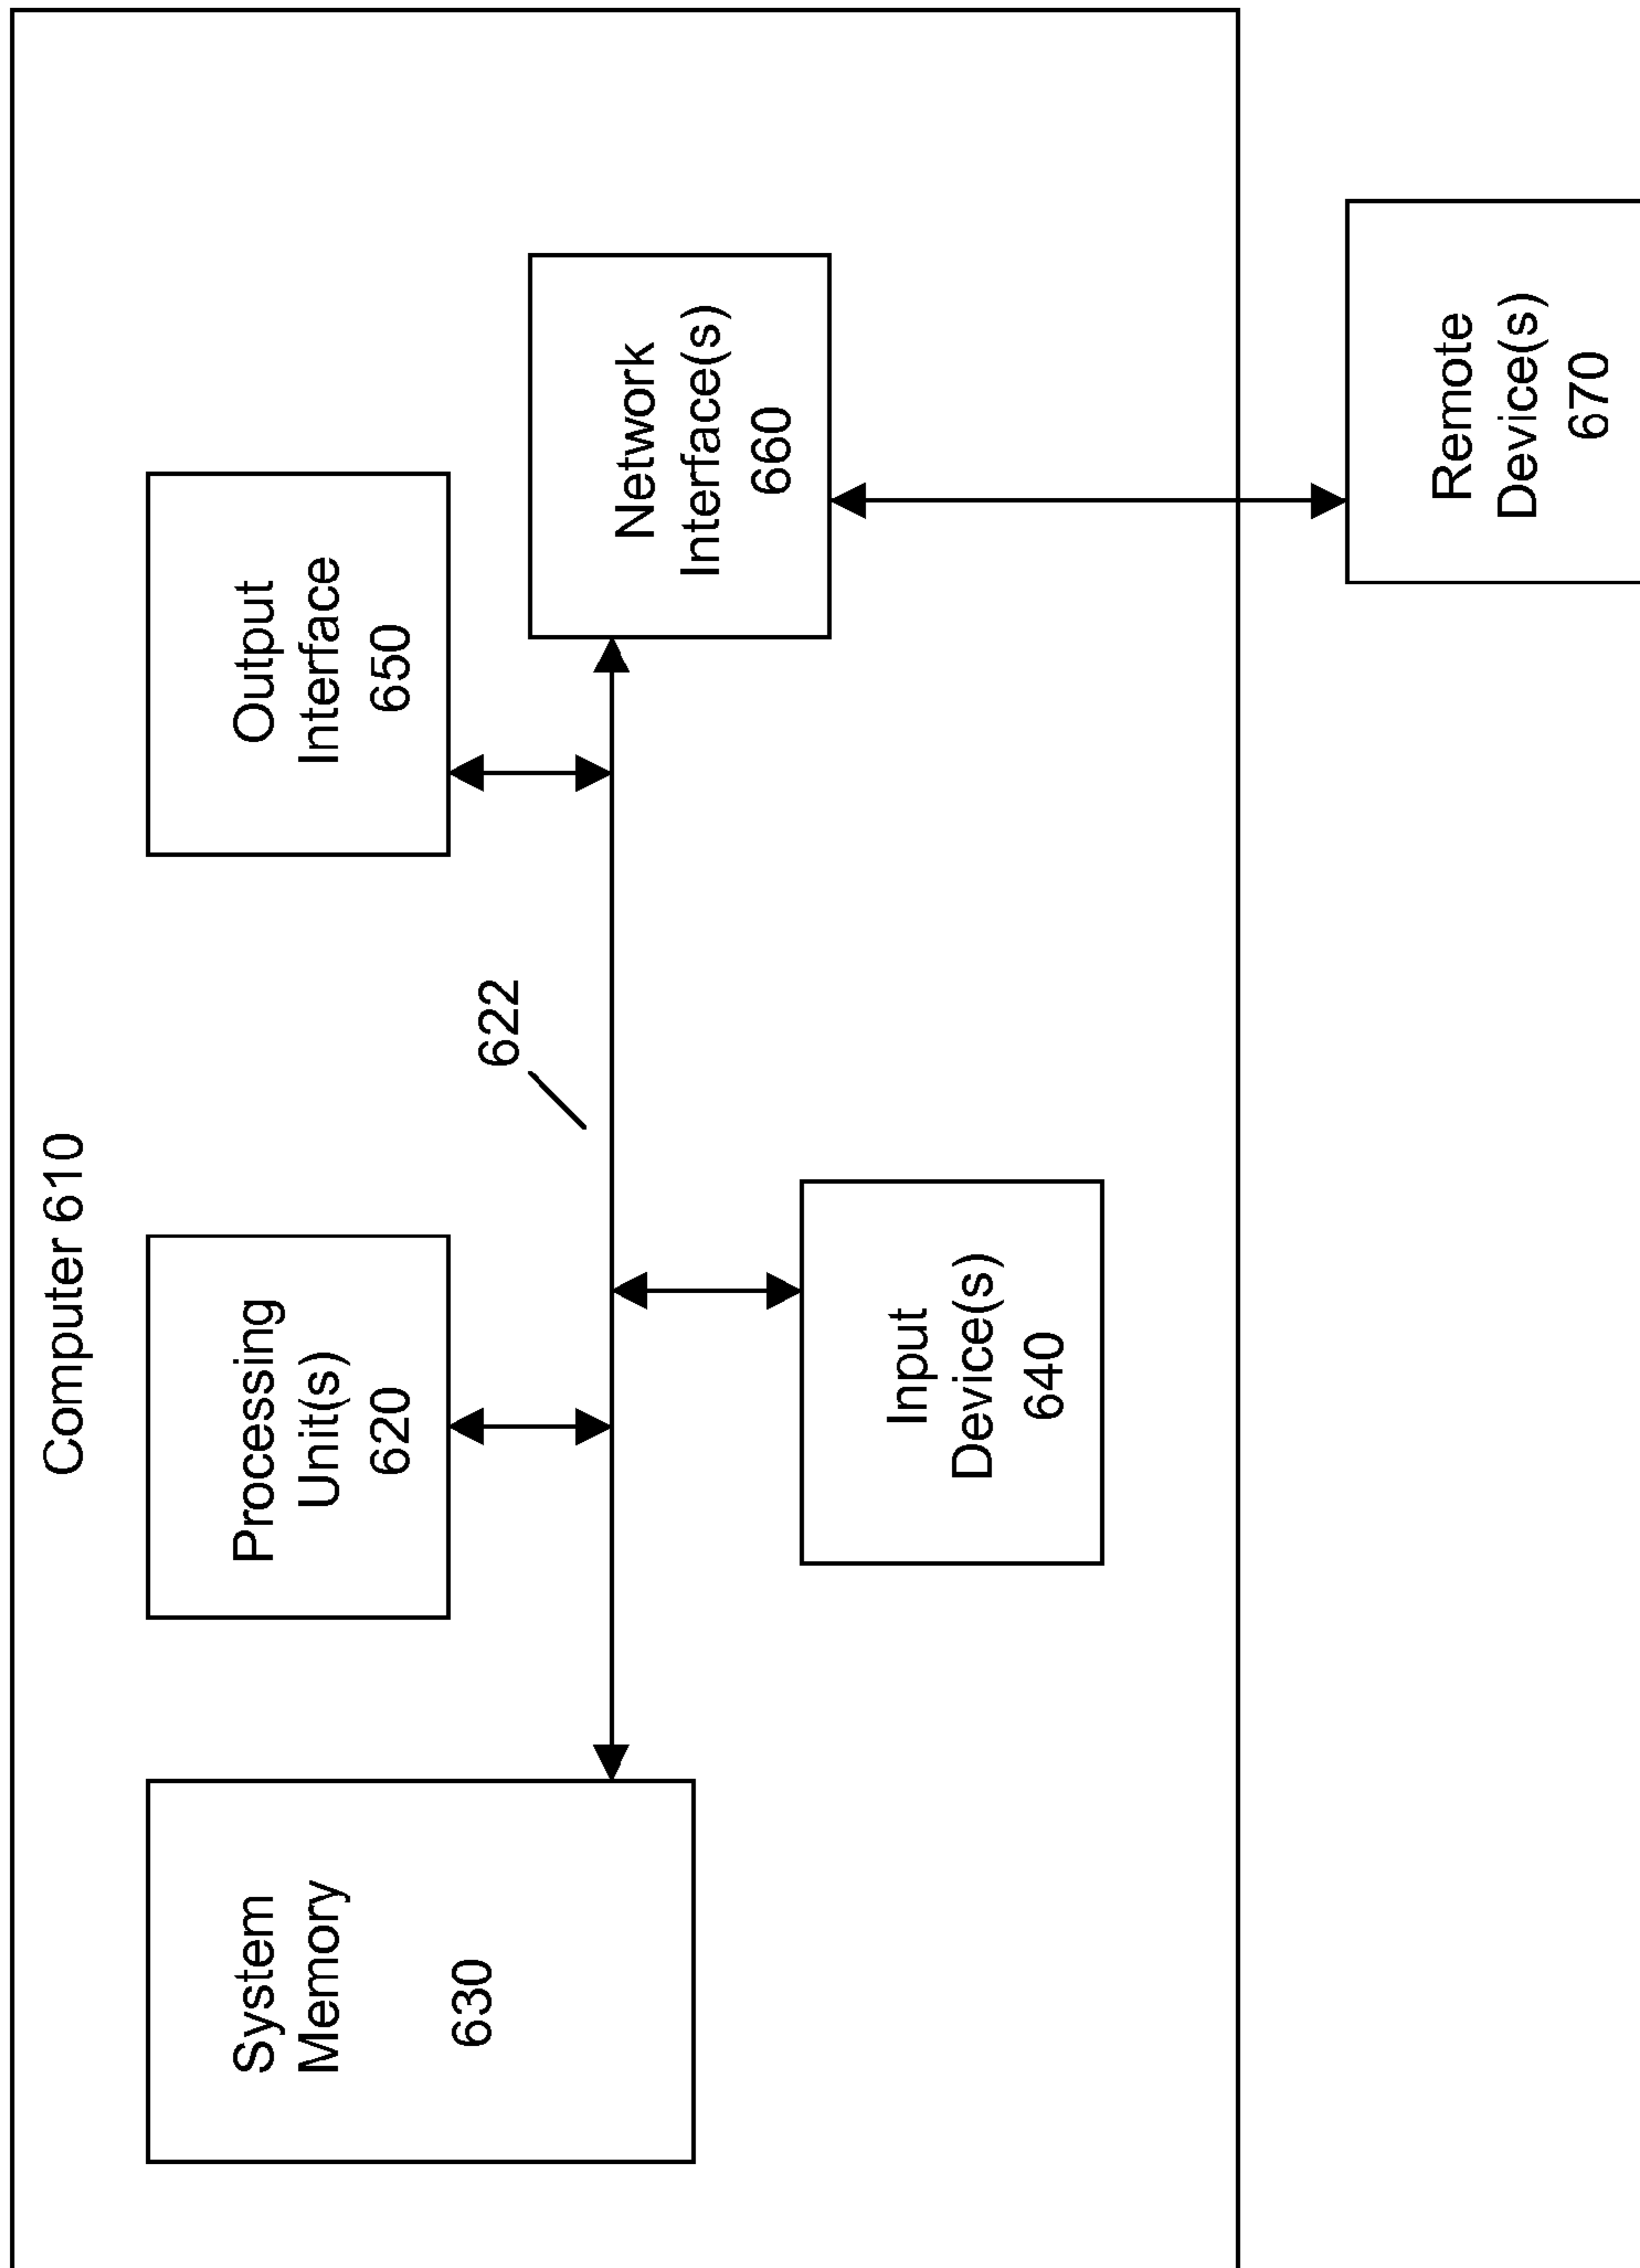 Computer 610
System
Memory
630
Processing
Unit(s)
620
Output
Interface
650
622
Network
Interface(s)
660
Input
Device(s)
640
Remote
Device(s)
670